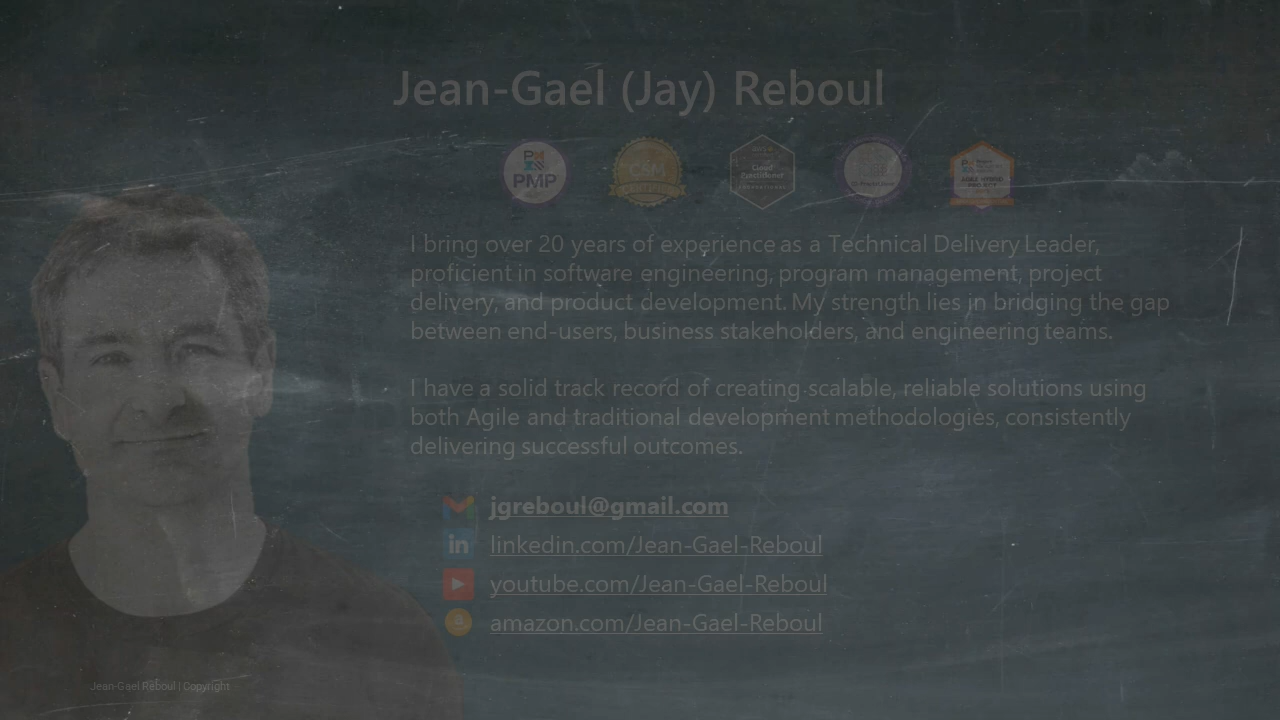 Jean-Gael (Jay) Reboul
PMP
CSM
Cloud
Practitioner
I bring over 20 years of experience as a Technical Delivery Leader,
proficient in software engineering, program management, project
delivery, and product development. My strength lies in bridging the gap
between end-users, business stakeholders, and engineering teams.
I have a solid track record of creating scalable, reliable solutions using
both Agile and traditional development methodologies, consistently
delivering successful outcomes.
jgreboul@gmail.com
in linkedin.com/Jean-Gael-Reboul
youtube.com/Jean-Gael-Reboul
amazon.com/Jean-Gael-Reboul
Jean-Gael Reboul | Copyright